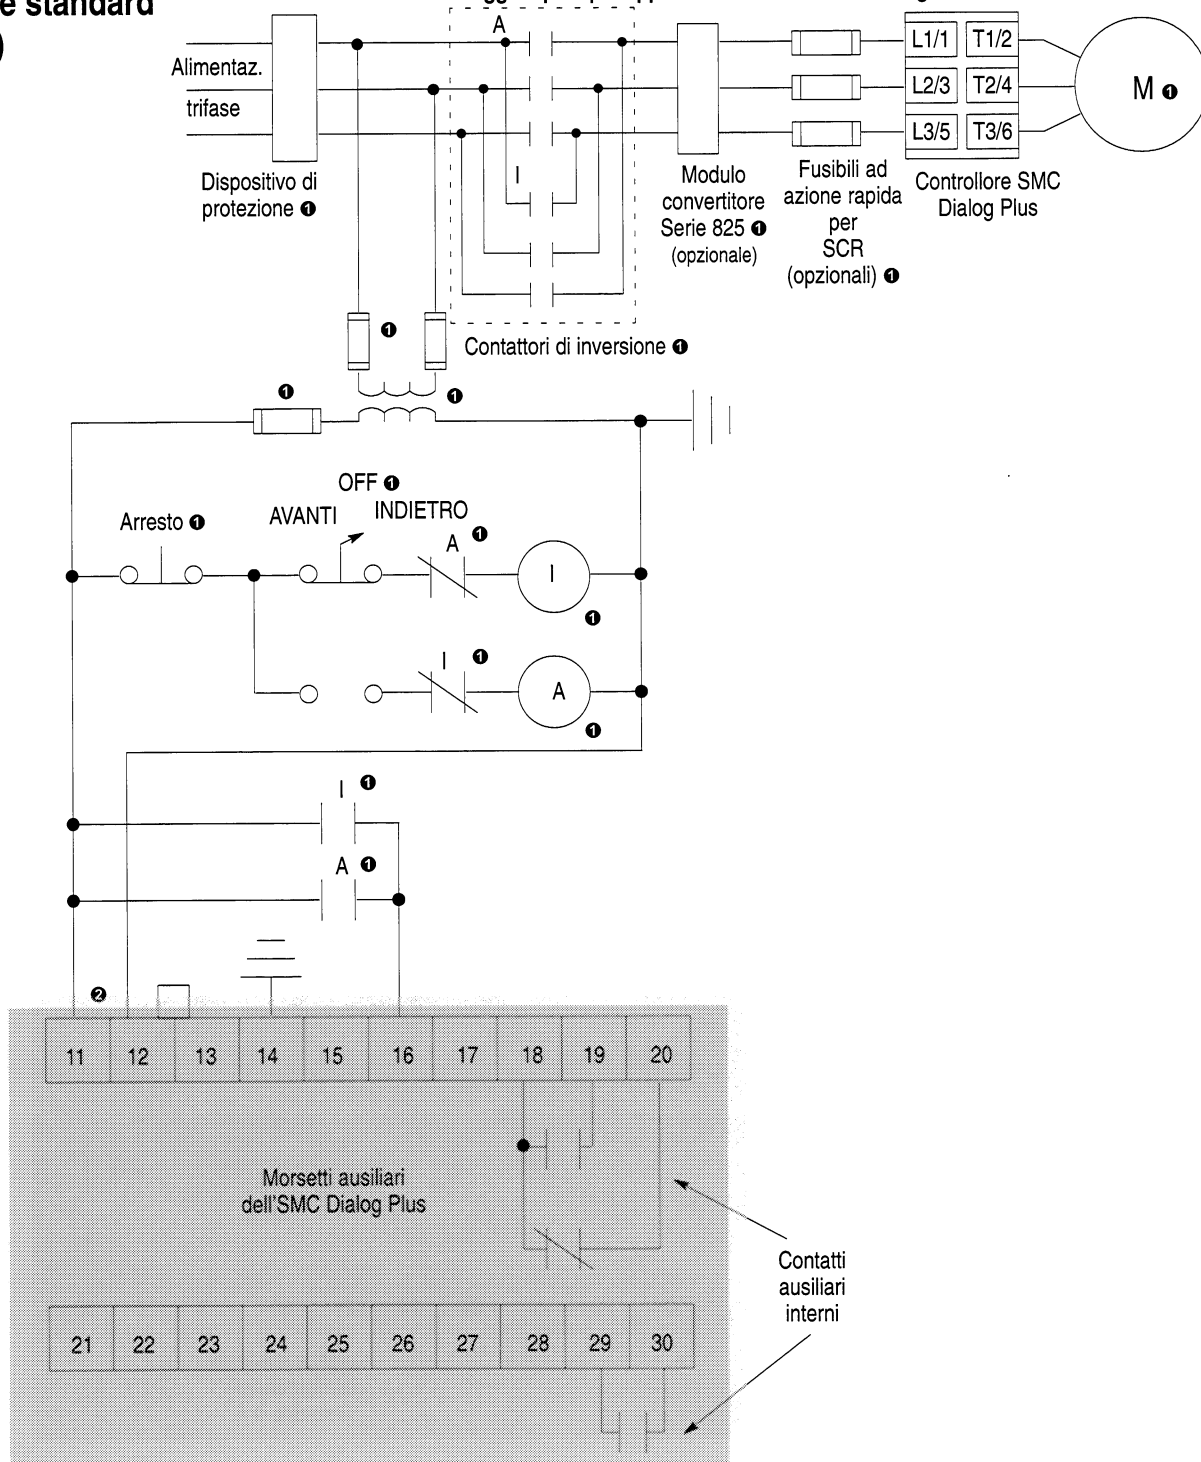 e standard
)
A
Alimentaz.
trifase
L1/1 T1/2
L2/3 T2/4
L3/5 T3/6
M ❶
I
Dispositivo di
protezione ❶
Modulo
convertitore
Serie 825 ❶
(opzionale)
Fusibili ad
azione rapida
per
SCR
(opzionali) ❶
Controllore SMC
Dialog Plus
❶
Contattori di inversione ❶
❶
❶
OFF ❶
AVANTI
INDIETRO
Arresto ❶
A ❶
I
❶
I ❶
A
❶
I ❶
A ❶
❷
11 12 13 14 15 16 17 18 19 20
Morsetti ausiliari
dell'SMC Dialog Plus
Contatti
ausiliari
interni
21 22 23 24 25 26 27 28 29 30